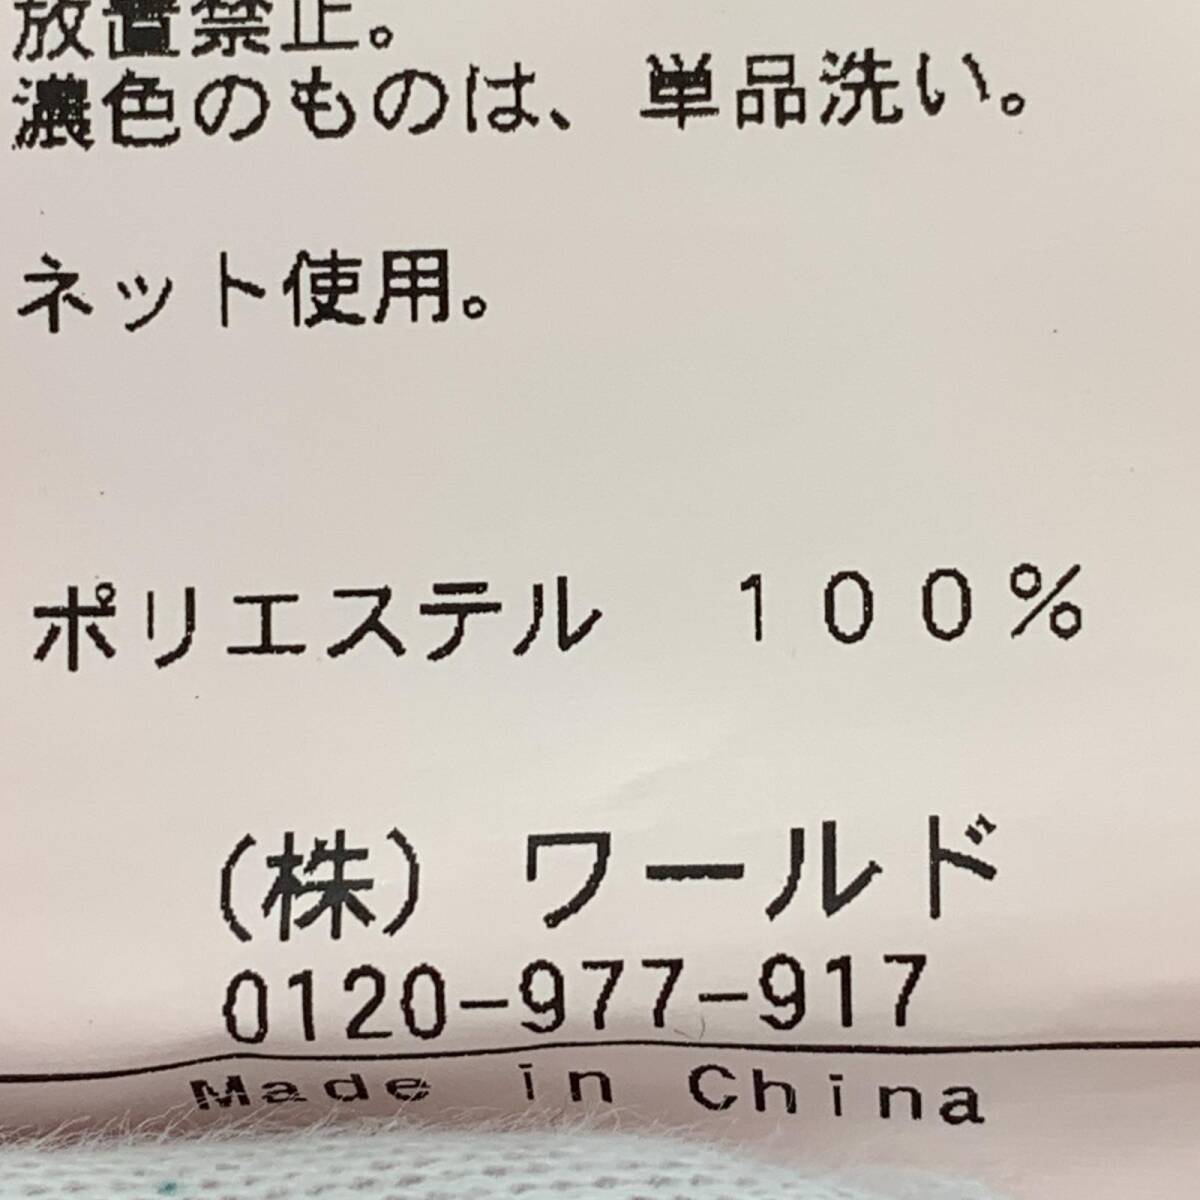 放置禁止。
濃色のものは、単品洗い。
ネット使用。
ポリエステル　１００％
（株）ワールド
0120-977-917
Made in China